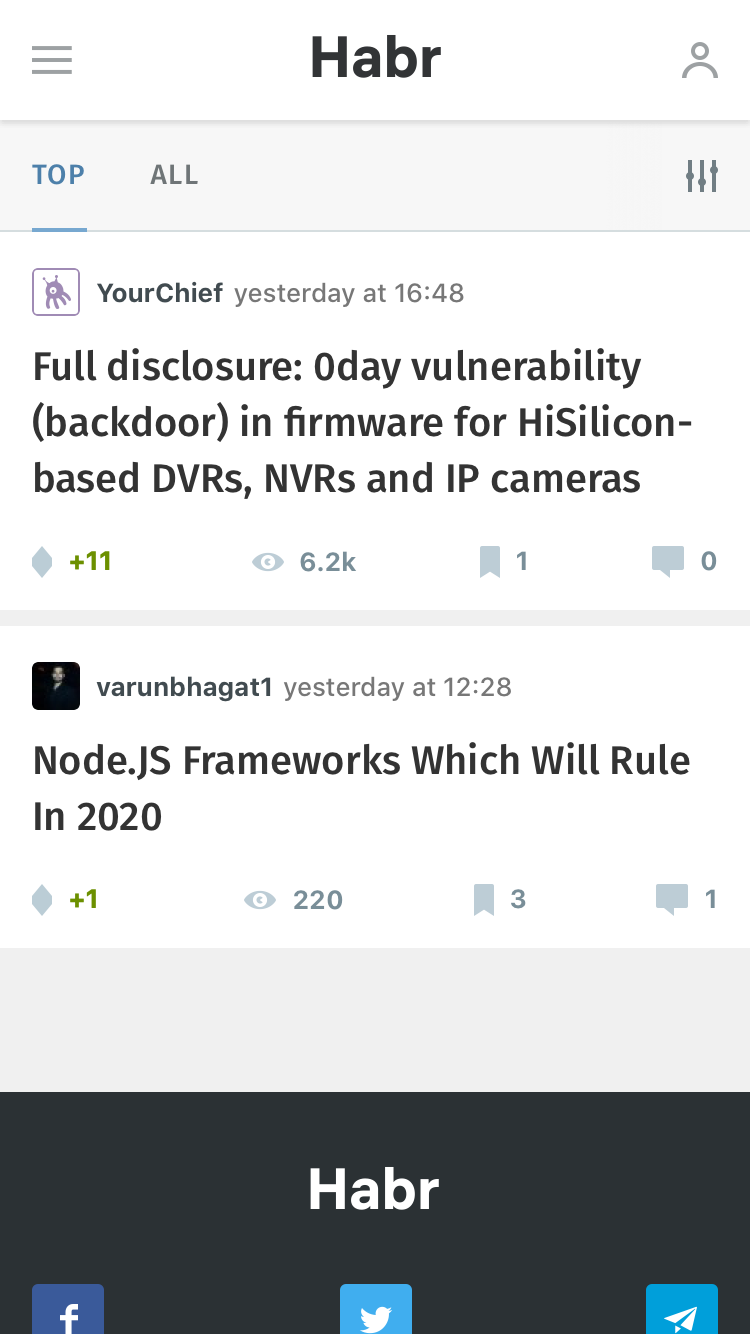 Habr
TOP ALL
YourChief yesterday at 16:48
Full disclosure: 0day vulnerability
(backdoor) in firmware for HiSilicon-
based DVRs, NVRs and IP cameras
+11 6.2k 1 0
varunbhagat1 yesterday at 12:28
Node.JS Frameworks Which Will Rule
In 2020
+1 220 3 1
Habr